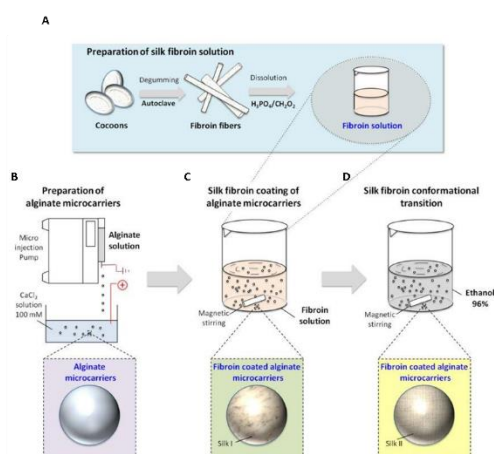 A
Preparation of silk fibroin solution
Degumming
Autoclave
Dissolution
H3PO4/CH2O2
Cocoons
Fibroin fibers
Fibroin solution
B
Preparation of
alginate microcarriers
Micro
injection
Pump
Alginate
solution
CaCl2
solution
100 mM
Alginate
microcarriers
C
Silk fibroin coating of
alginate microcarriers
Magnetic
stirring
Fibroin
solution
Fibroin coated alginate
microcarriers
Silk I
D
Silk fibroin conformational
transition
Magnetic
stirring
Ethanol
96%
Fibroin coated alginate
microcarriers
Silk II